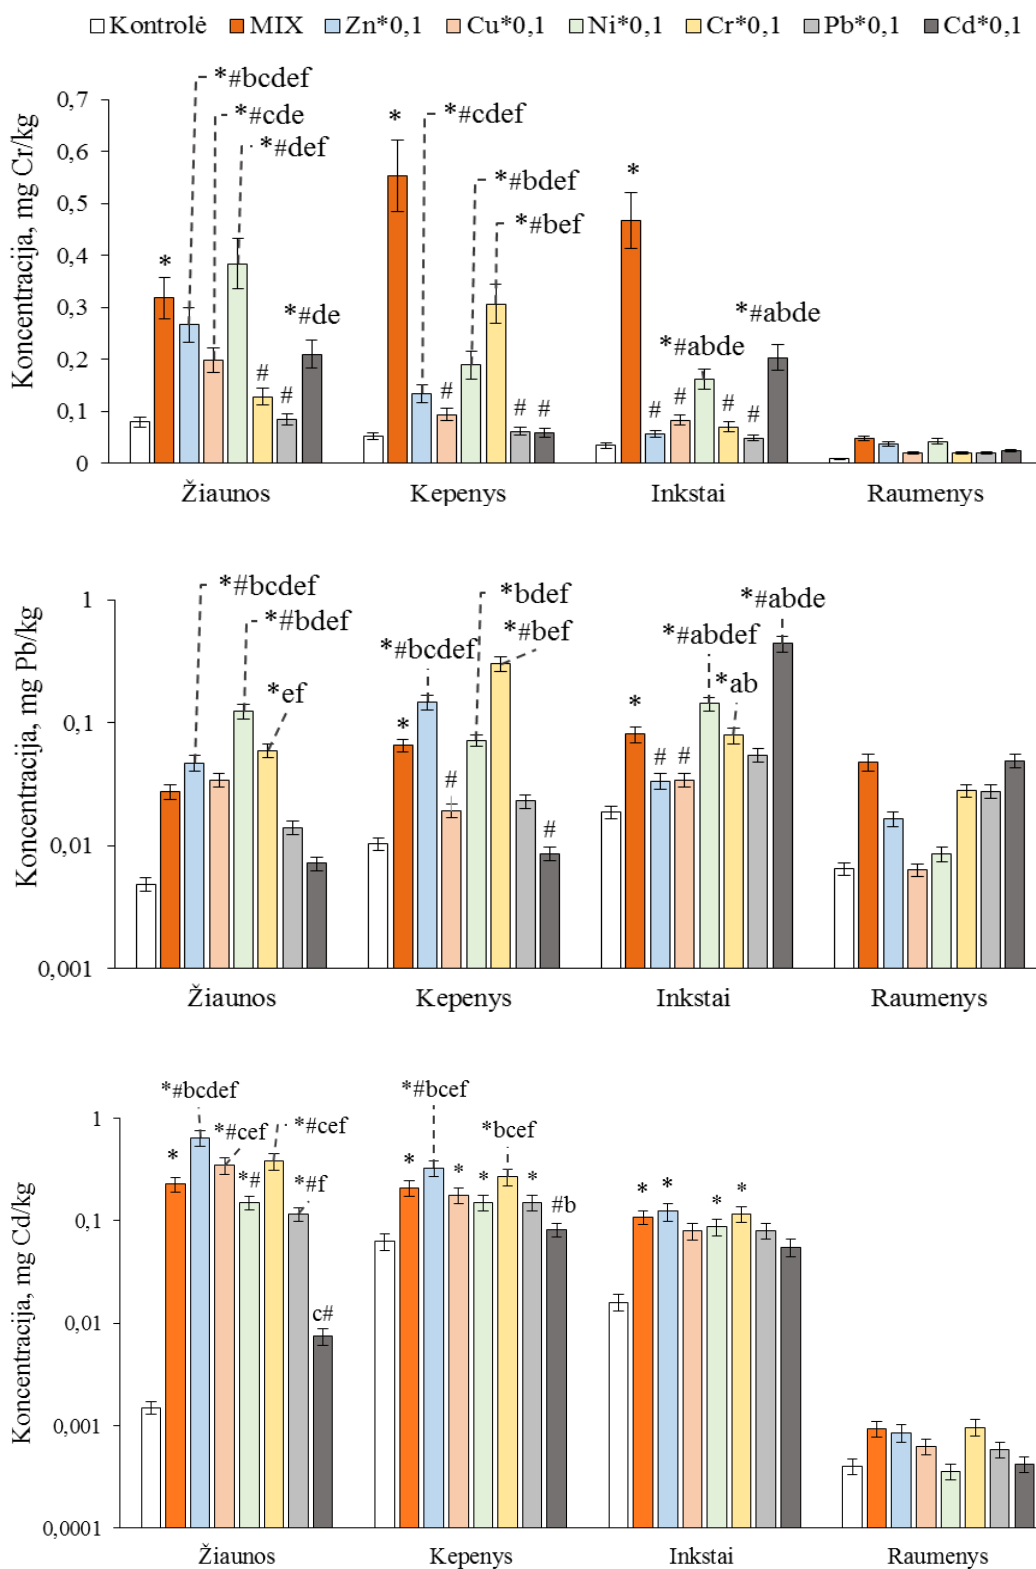 Kontrolė MIX Zn*0,1 Cu*0,1 Ni*0,1 Cr*0,1 Pb*0,1 Cd*0,1
Koncentracija, mg Cr/kg
0,7
0,6
0,5
0,4
0,3
0,2
0,1
0
*
*#bcdef
*#cde
*#def
#
#
*#de
*
*#cdef
#
*#bdef
*#bef
#
#
*
#
#
*#abde
#
#
*#abde
Žiaunos Kepenys Inkstai Raumenys
Koncentracija, mg Pb/kg
1
0,1
0,01
0,001
*#bcdef
*#bdef
*ef
*
*#bcdef
#
*bdef
*#bef
#
*
#
#
*#abdef
*ab
*#abde
Žiaunos Kepenys Inkstai Raumenys
Koncentracija, mg Cd/kg
1
0,1
0,01
0,001
0,0001
*
*#bcdef
*#cef
*#
*#cef
*#f
c#
*
*#bcef
*
*
*bcef
*
#b
*
*
*
*
Žiaunos Kepenys Inkstai Raumenys